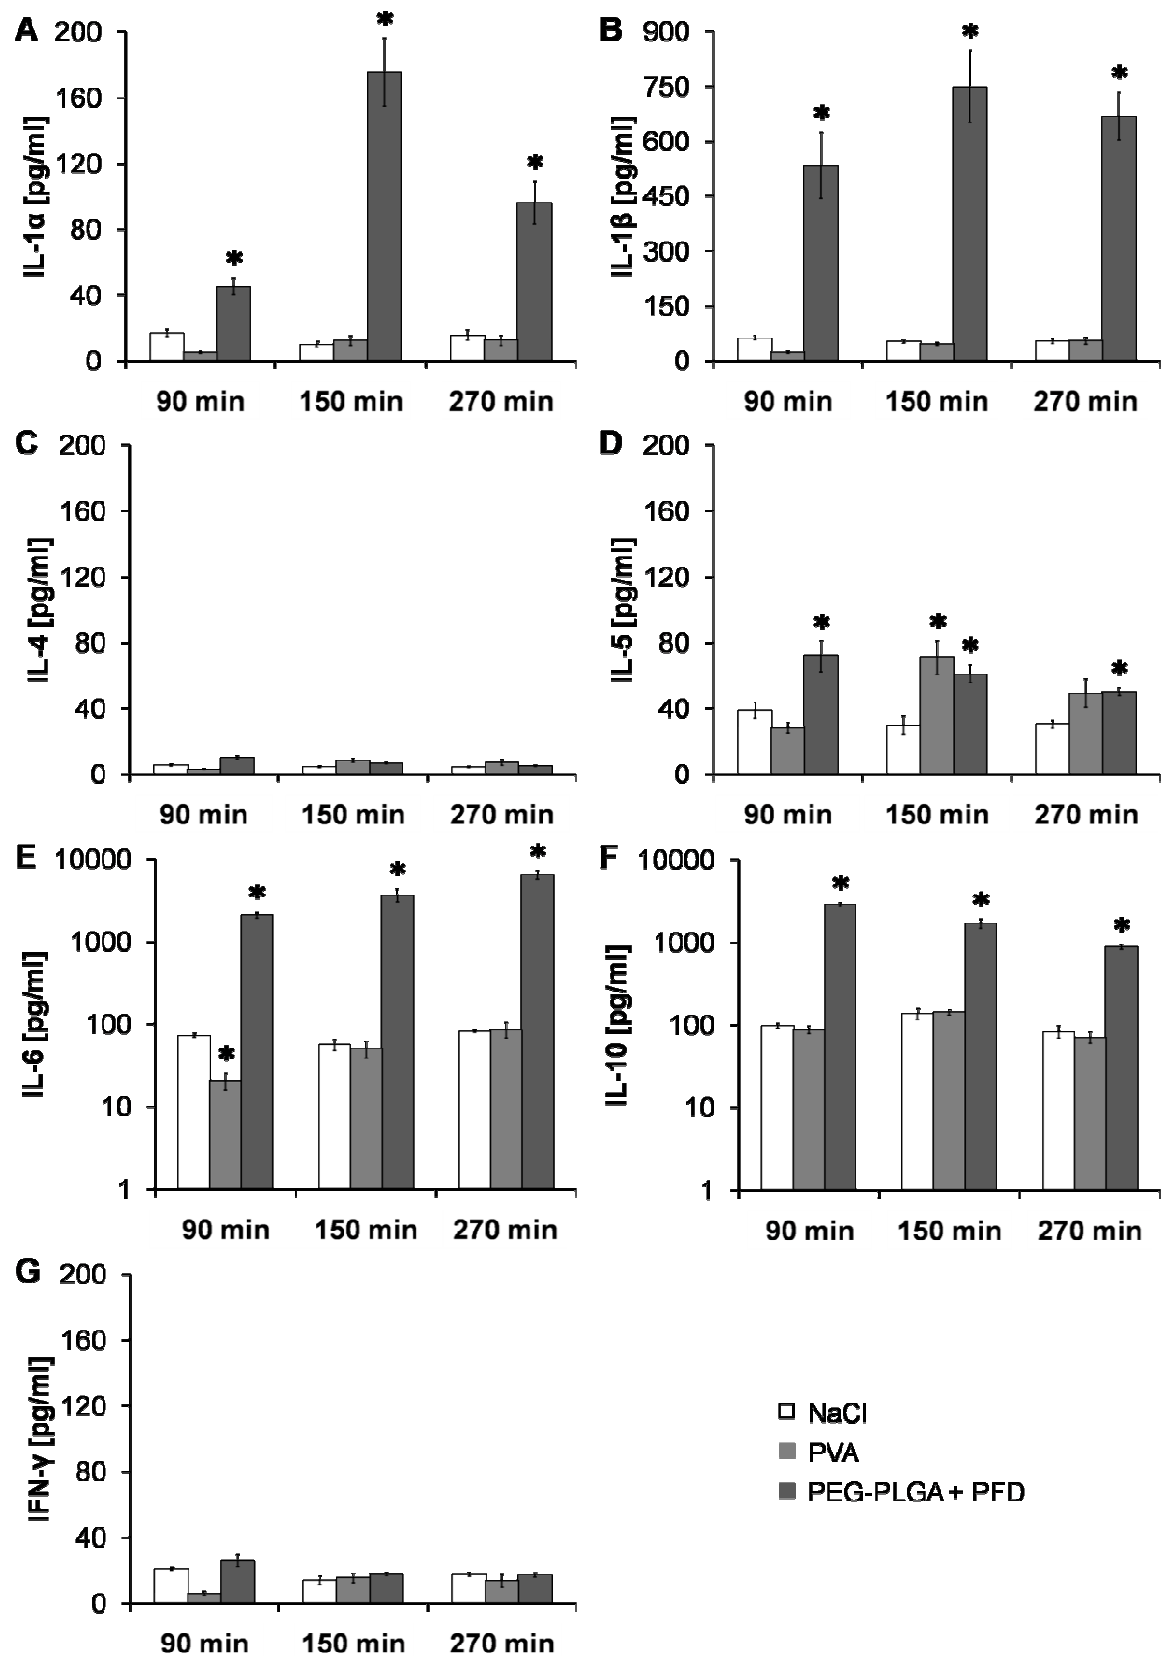 A
200
160
120
80
40
0
IL-1α [pg/ml]
*
*
*
90 min 150 min 270 min
B
900
750
600
450
300
150
0
IL-1β [pg/ml]
*
*
*
90 min 150 min 270 min
C
200
160
120
80
40
0
IL-4 [pg/ml]
90 min 150 min 270 min
D
200
160
120
80
40
0
IL-5 [pg/ml]
*
*
*
*
90 min 150 min 270 min
E
10000
1000
100
10
1
IL-6 [pg/ml]
*
*
*
*
90 min 150 min 270 min
F
10000
1000
100
10
1
IL-10 [pg/ml]
*
*
*
90 min 150 min 270 min
G
200
160
120
80
40
0
IFN-γ [pg/ml]
90 min 150 min 270 min
NaCl
PVA
PEG-PLGA + PFD